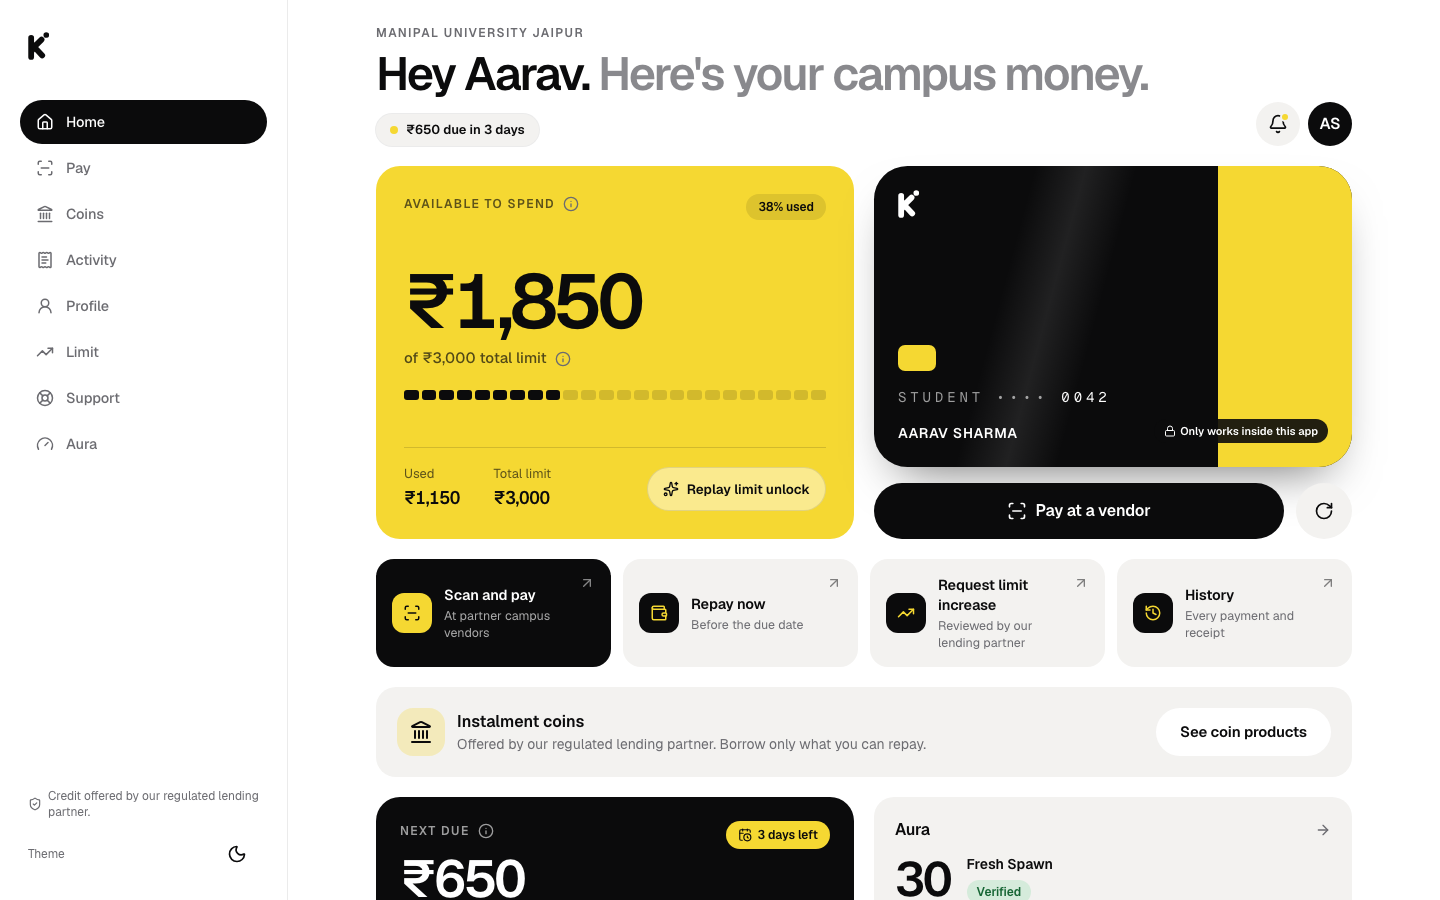 Home
Pay
Coins
Activity
Profile
Limit
Support
Aura
Credit offered by our regulated lending
partner.
Theme
MANIPAL UNIVERSITY JAIPUR
Hey Aarav. Here's your campus money.
₹650 due in 3 days
AS
AVAILABLE TO SPEND
38% used
₹1,850
of ₹3,000 total limit
Used
₹1,150
Total limit
₹3,000
Replay limit unlock
K
STUDENT •••• 0042
AARAV SHARMA
Only works inside this app
Pay at a vendor
Scan and pay
At partner campus
vendors
Repay now
Before the due date
Request limit
increase
Reviewed by our
lending partner
History
Every payment and
receipt
Instalment coins
Offered by our regulated lending partner. Borrow only what you can repay.
See coin products
NEXT DUE
3 days left
₹650
Aura
30
Fresh Spawn
Verified